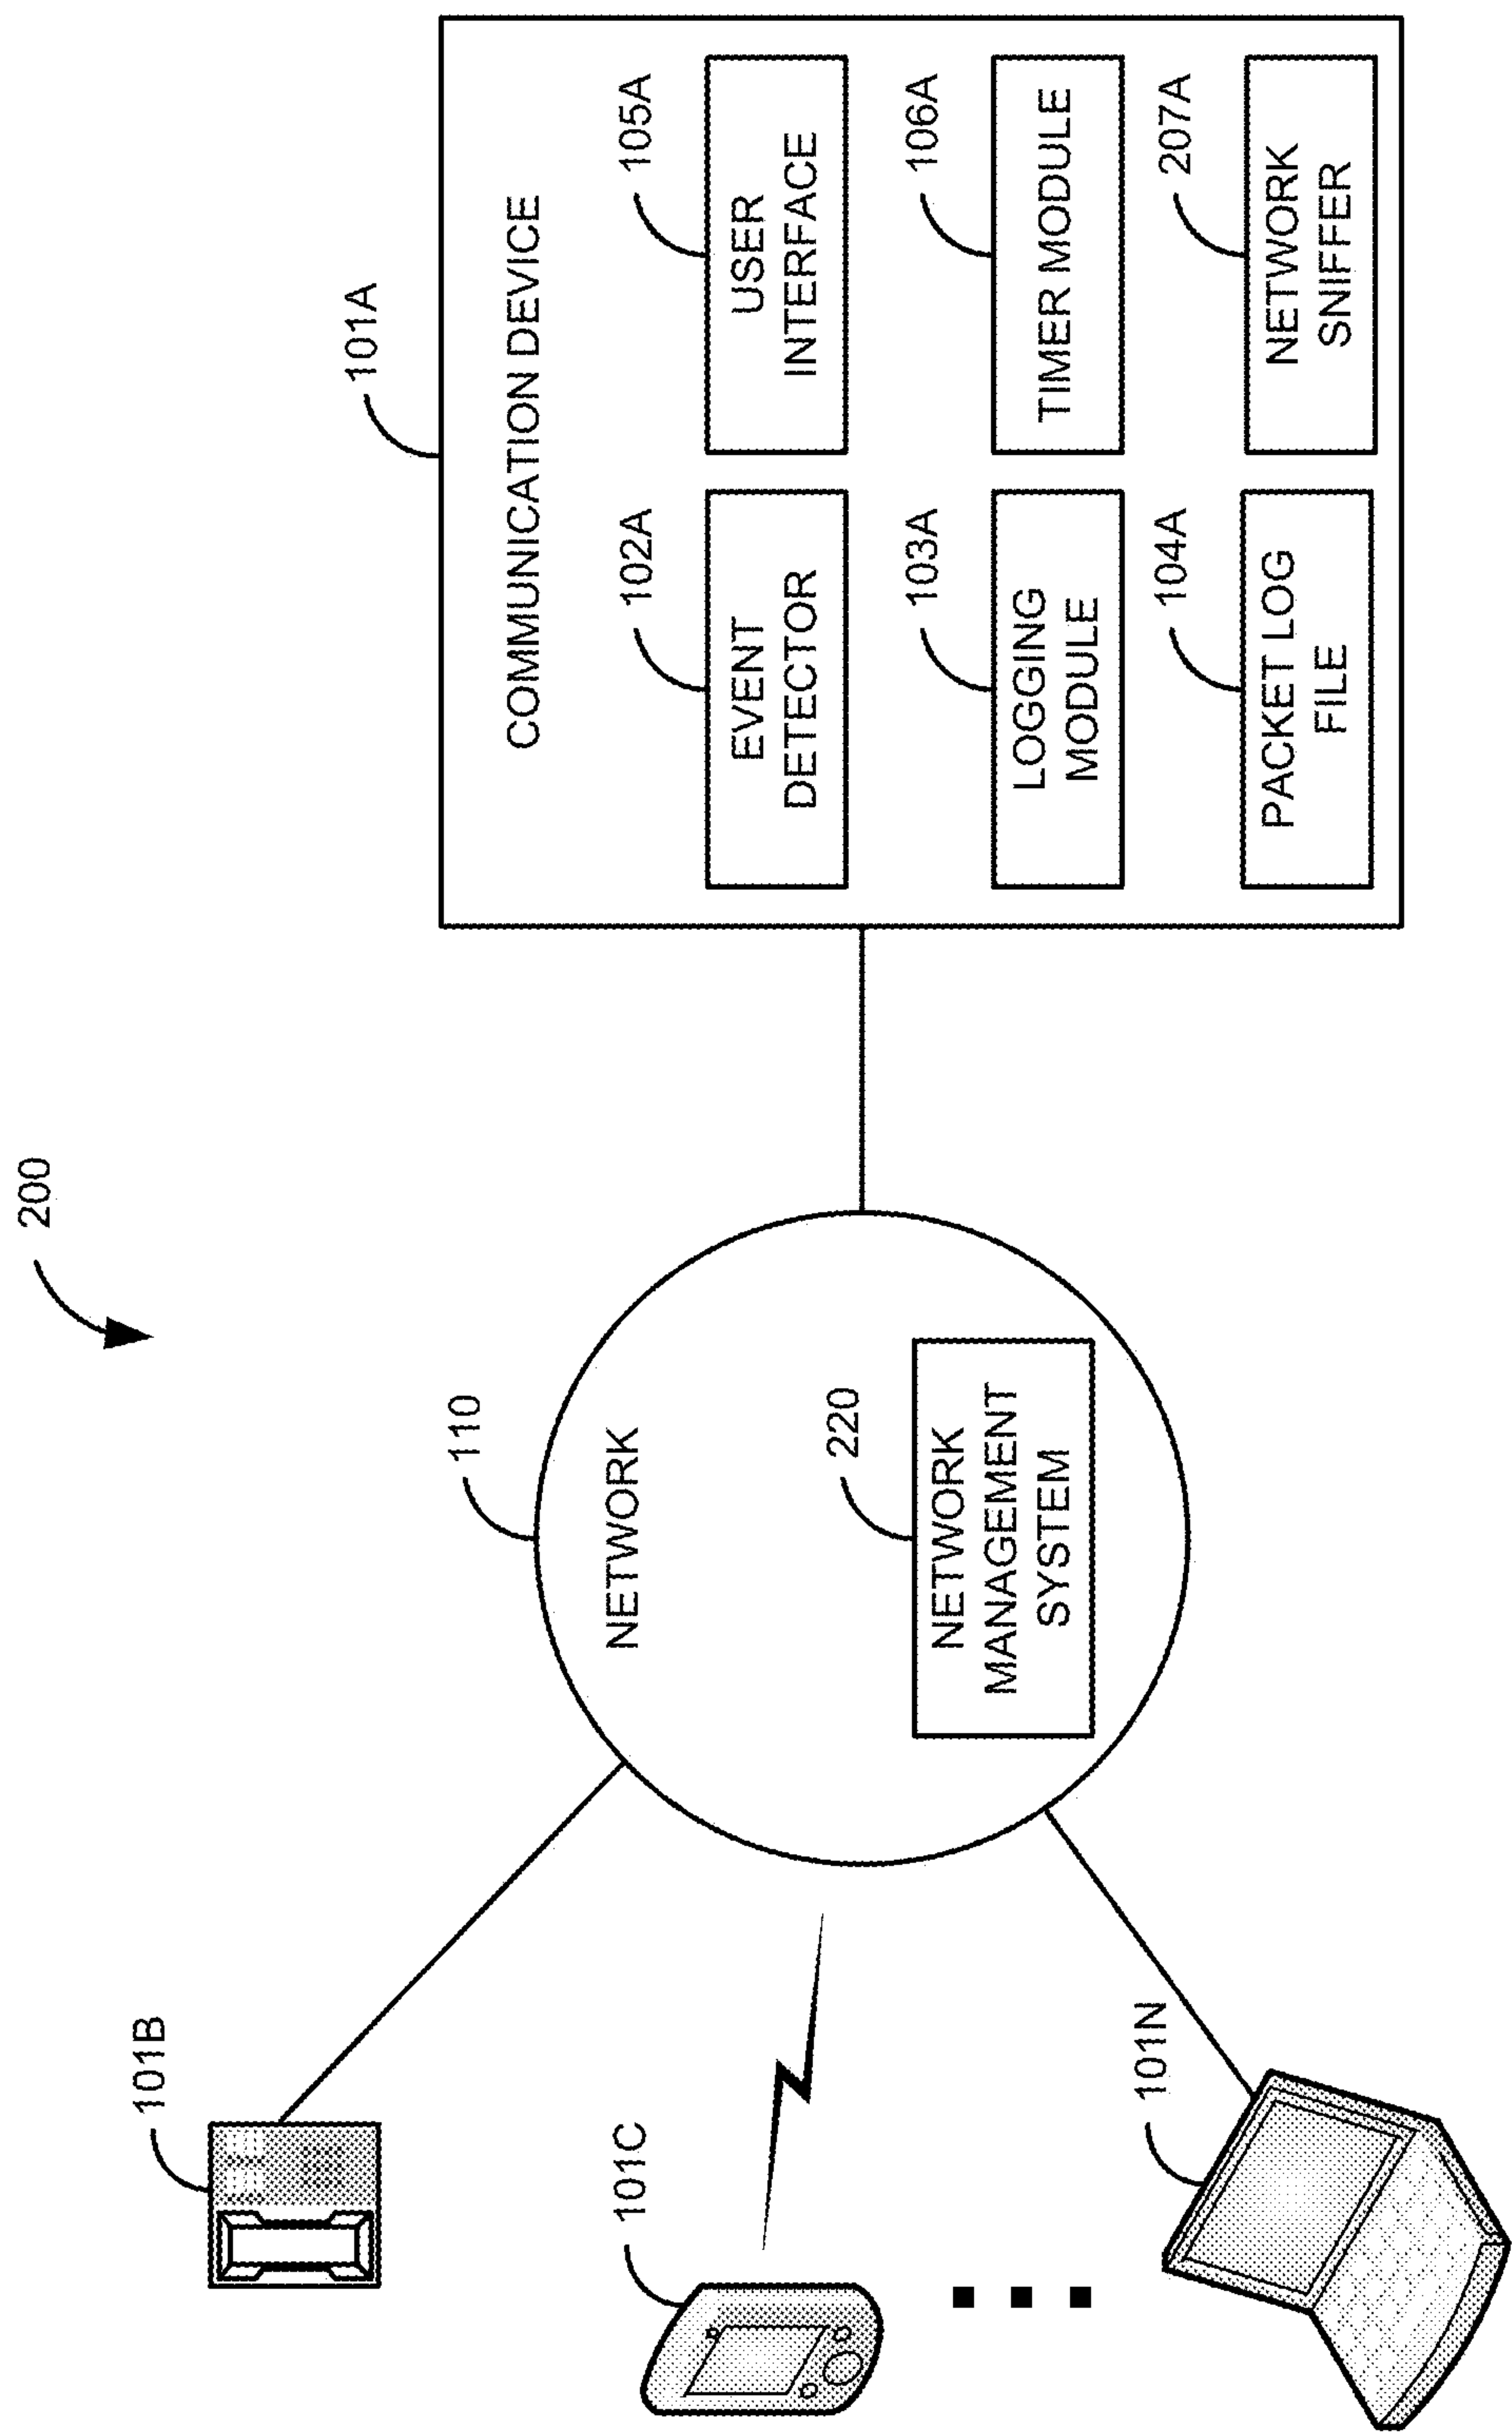 200
101B
101C
101N
110
NETWORK
220
NETWORK
MANAGEMENT
SYSTEM
101A
COMMUNICATION DEVICE
102A
EVENT
DETECTOR
105A
USER
INTERFACE
103A
LOGGING
MODULE
106A
TIMER MODULE
104A
PACKET LOG
FILE
207A
NETWORK
SNIFFER